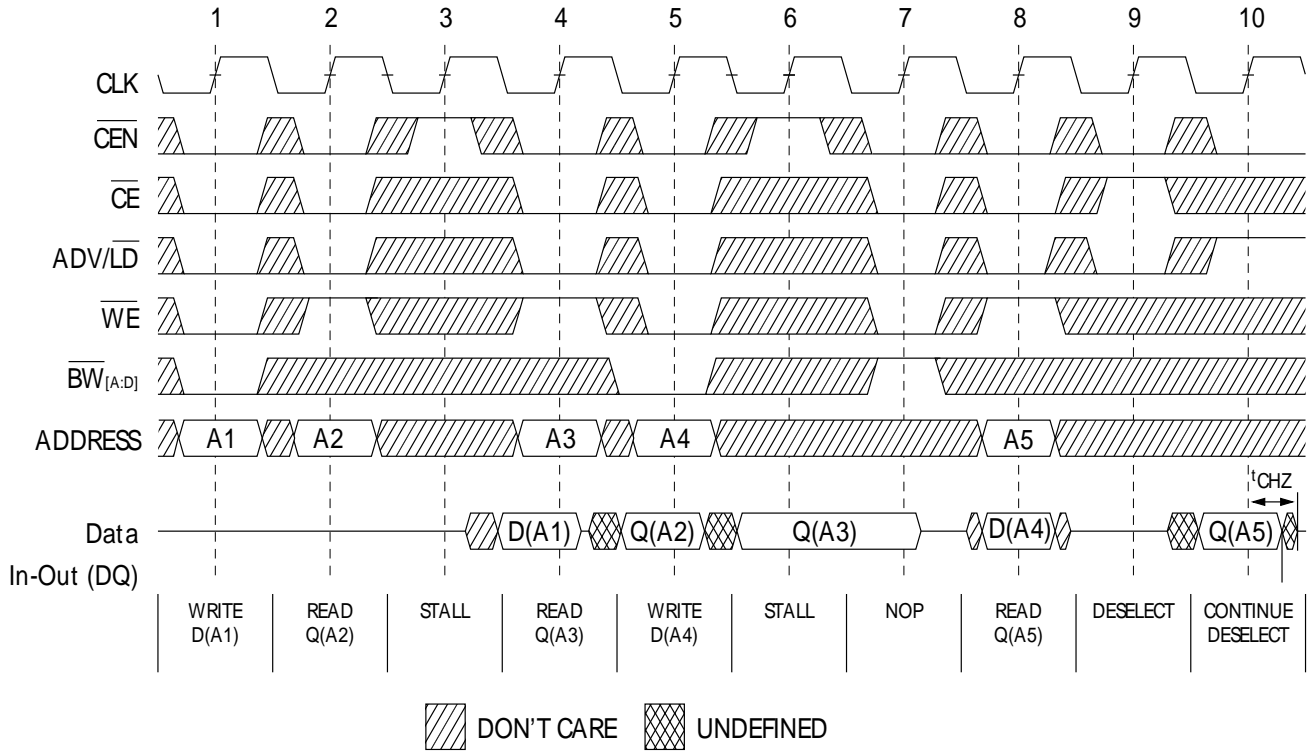 1 2 3 4 5 6 7 8 9 10
CLK
CEN
CE
ADV/LD
WE
BW[A:D]
ADDRESS A1 A2 A3 A4 A5
tCHZ
Data D(A1) Q(A2) Q(A3) D(A4) Q(A5)
In-Out (DQ)
WRITE READ STALL READ WRITE STALL NOP READ DESELECT CONTINUE
D(A1) Q(A2) Q(A3) D(A4) Q(A5) DESELECT
DON'T CARE UNDEFINED